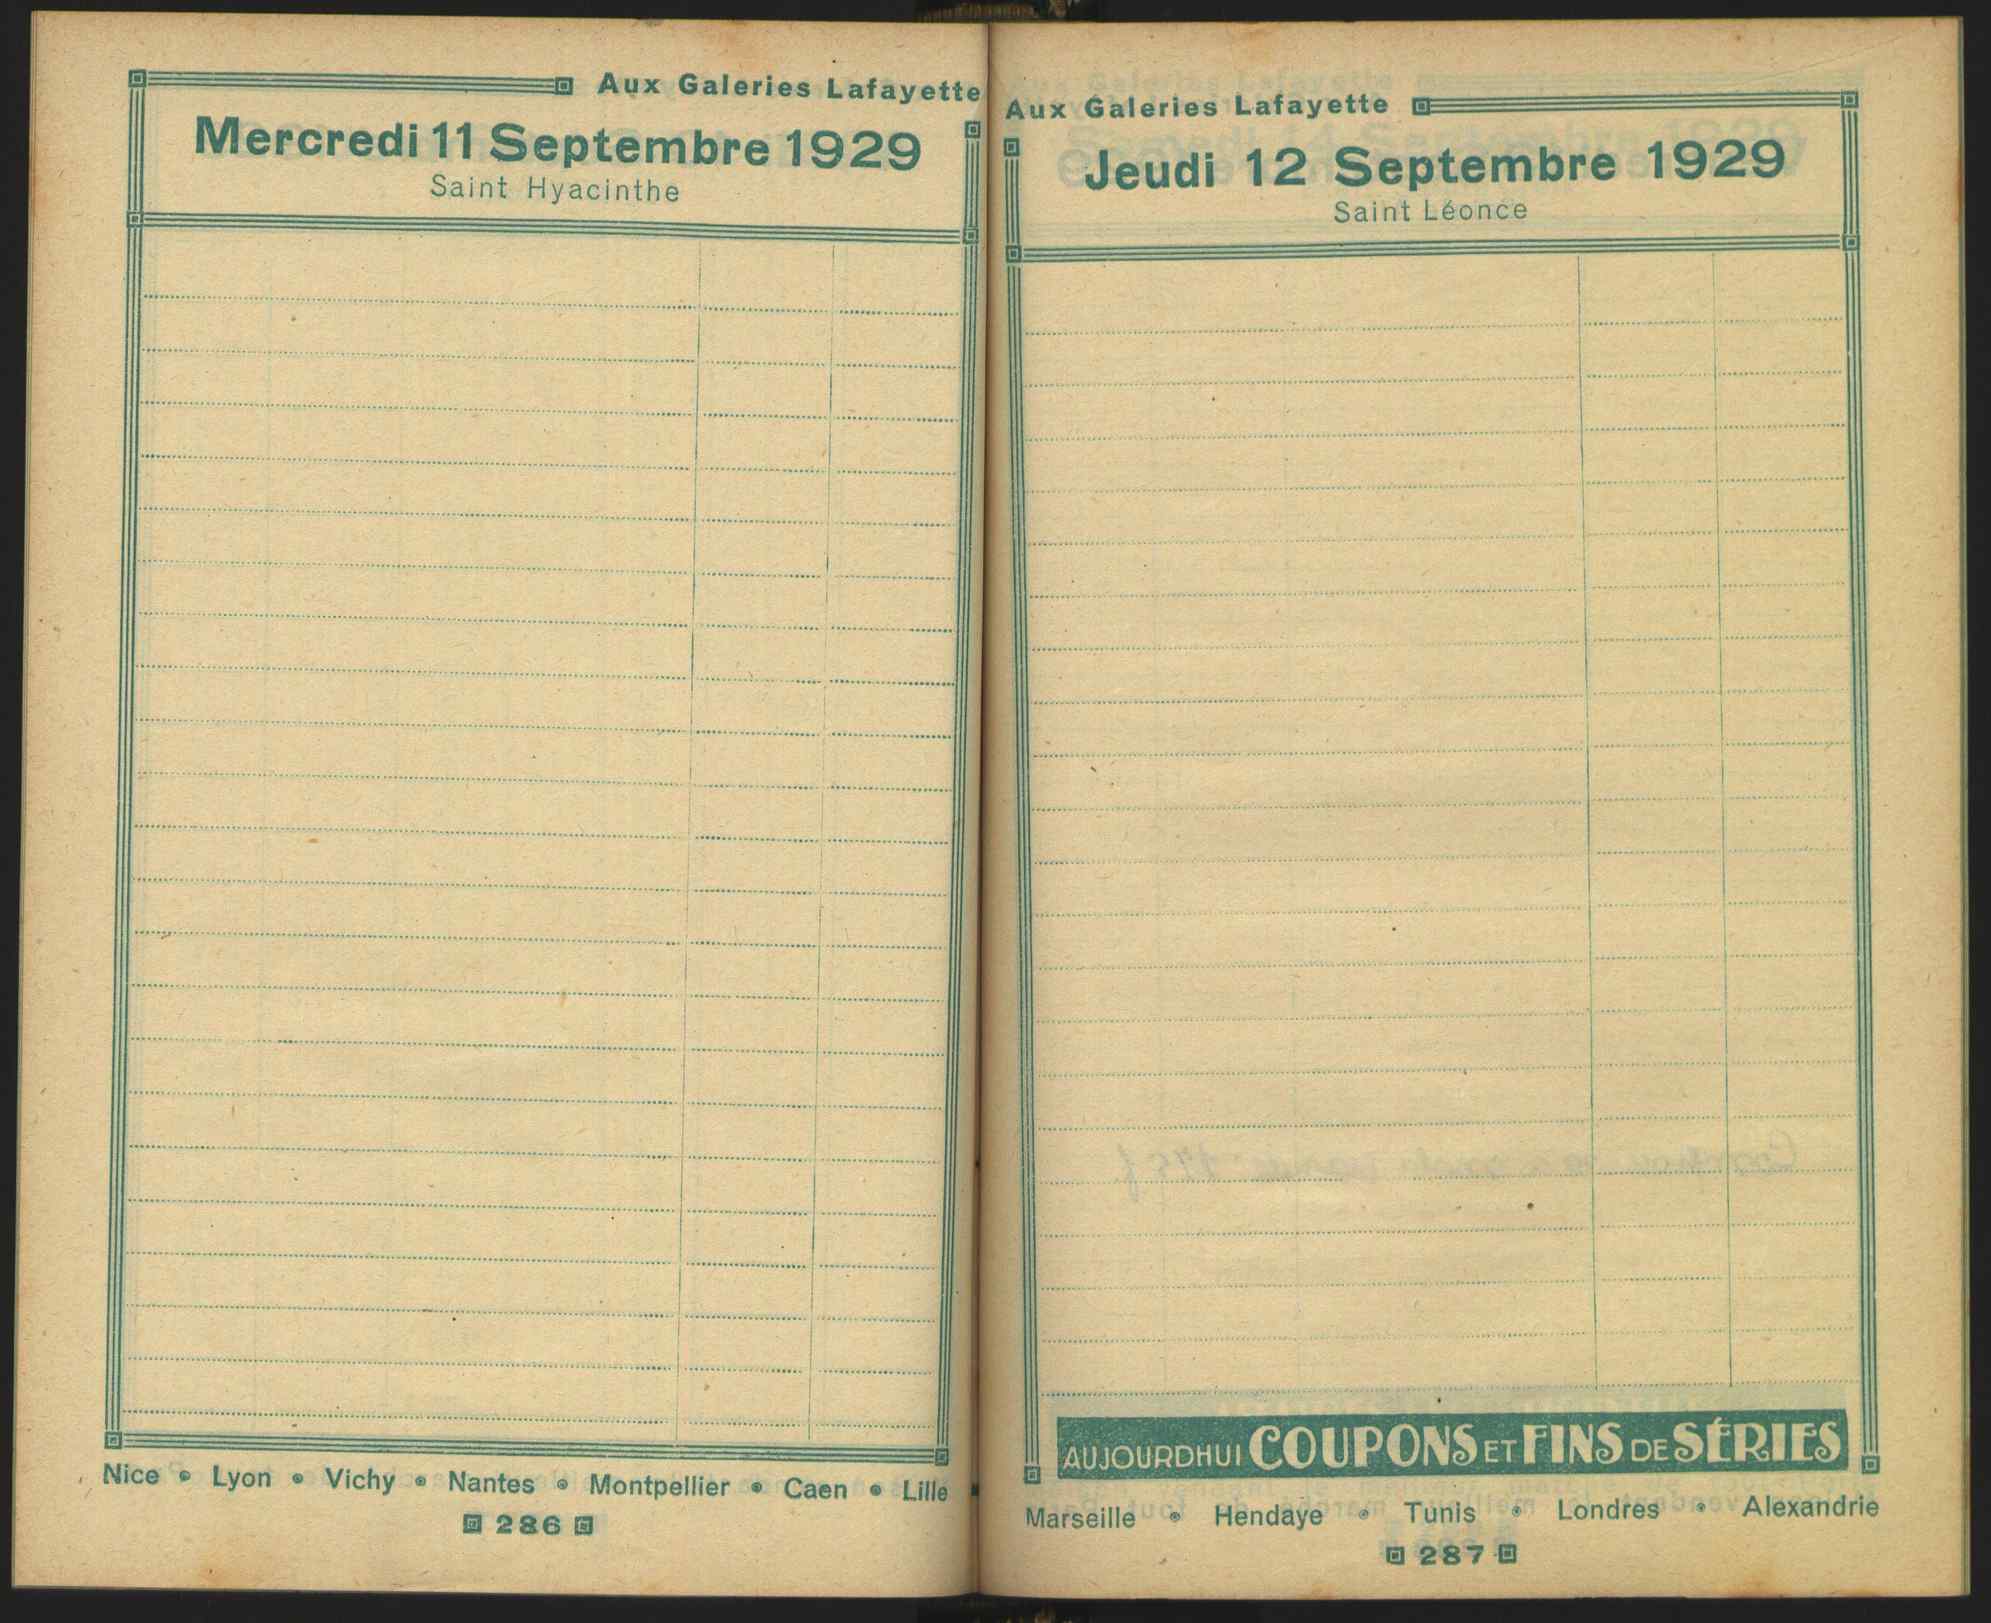 Aux Galeries Lafayette
Mercredi 11 Septembre 1929
Saint Hyacinthe
Nice • Lyon • Vichy • Nantes • Montpellier • Caen • Lille
286
Aux Galeries Lafayette
Jeudi 12 Septembre 1929
Saint Léonce
AUJOURDHUI COUPONS ET FINS DE SÉRIES
Marseille • Hendaye • Tunis • Londres • Alexandrie
287